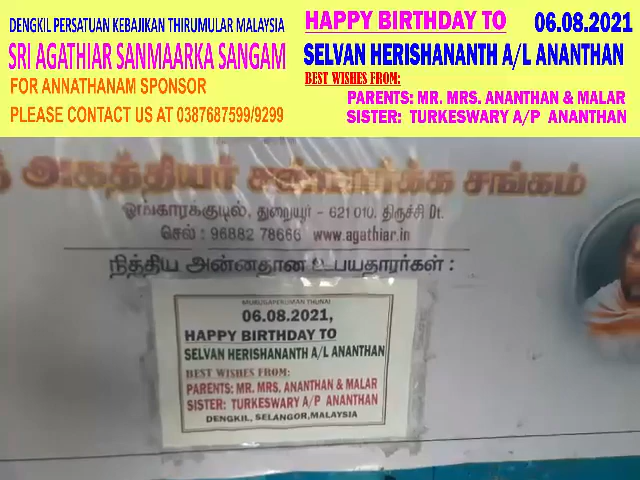 DENGKIL PERSATUAN KEBAJIKAN THIRUMULAR MALAYSIA
SRI AGATHIAR SANMAARKA SANGAM
FOR ANNATHANAM SPONSOR
PLEASE CONTACT US AT 0387687599/9299
HAPPY BIRTHDAY TO 06.08.2021
SELVAN HERISHANANTH A/L ANANTHAN
BEST WISHES FROM:
PARENTS: MR. MRS. ANANTHAN & MALAR
SISTER: TURKESWARY A/P ANANTHAN
அகத்தியர் சன்மார்க்க சங்கம்
ஓங்காரக்குடில், துறையூர் - 621 010. திருச்சி Dt.
செல் : 96882 78666 www.agathiar.in
நித்திய அன்னதான உபயதாரர்கள் :
MURUGAPERUMAN THUNAI
06.08.2021,
HAPPY BIRTHDAY TO
SELVAN HERISHANANTH A/L ANANTHAN
BEST WISHES FROM:
PARENTS: MR. MRS. ANANTHAN & MALAR
SISTER: TURKESWARY A/P ANANTHAN
DENGKIL, SELANGOR,MALAYSIA